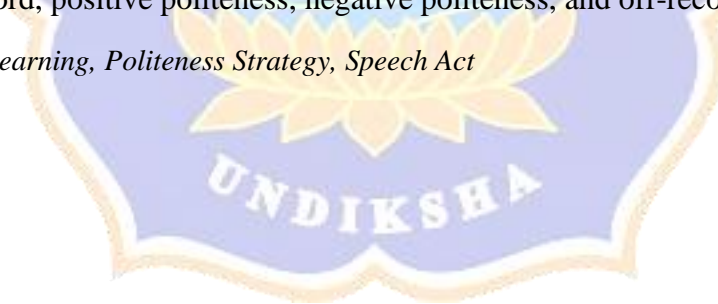 ord, positive politeness, negative politeness, and off-reco
earning, Politeness Strategy, Speech Act
UNDIKSHA